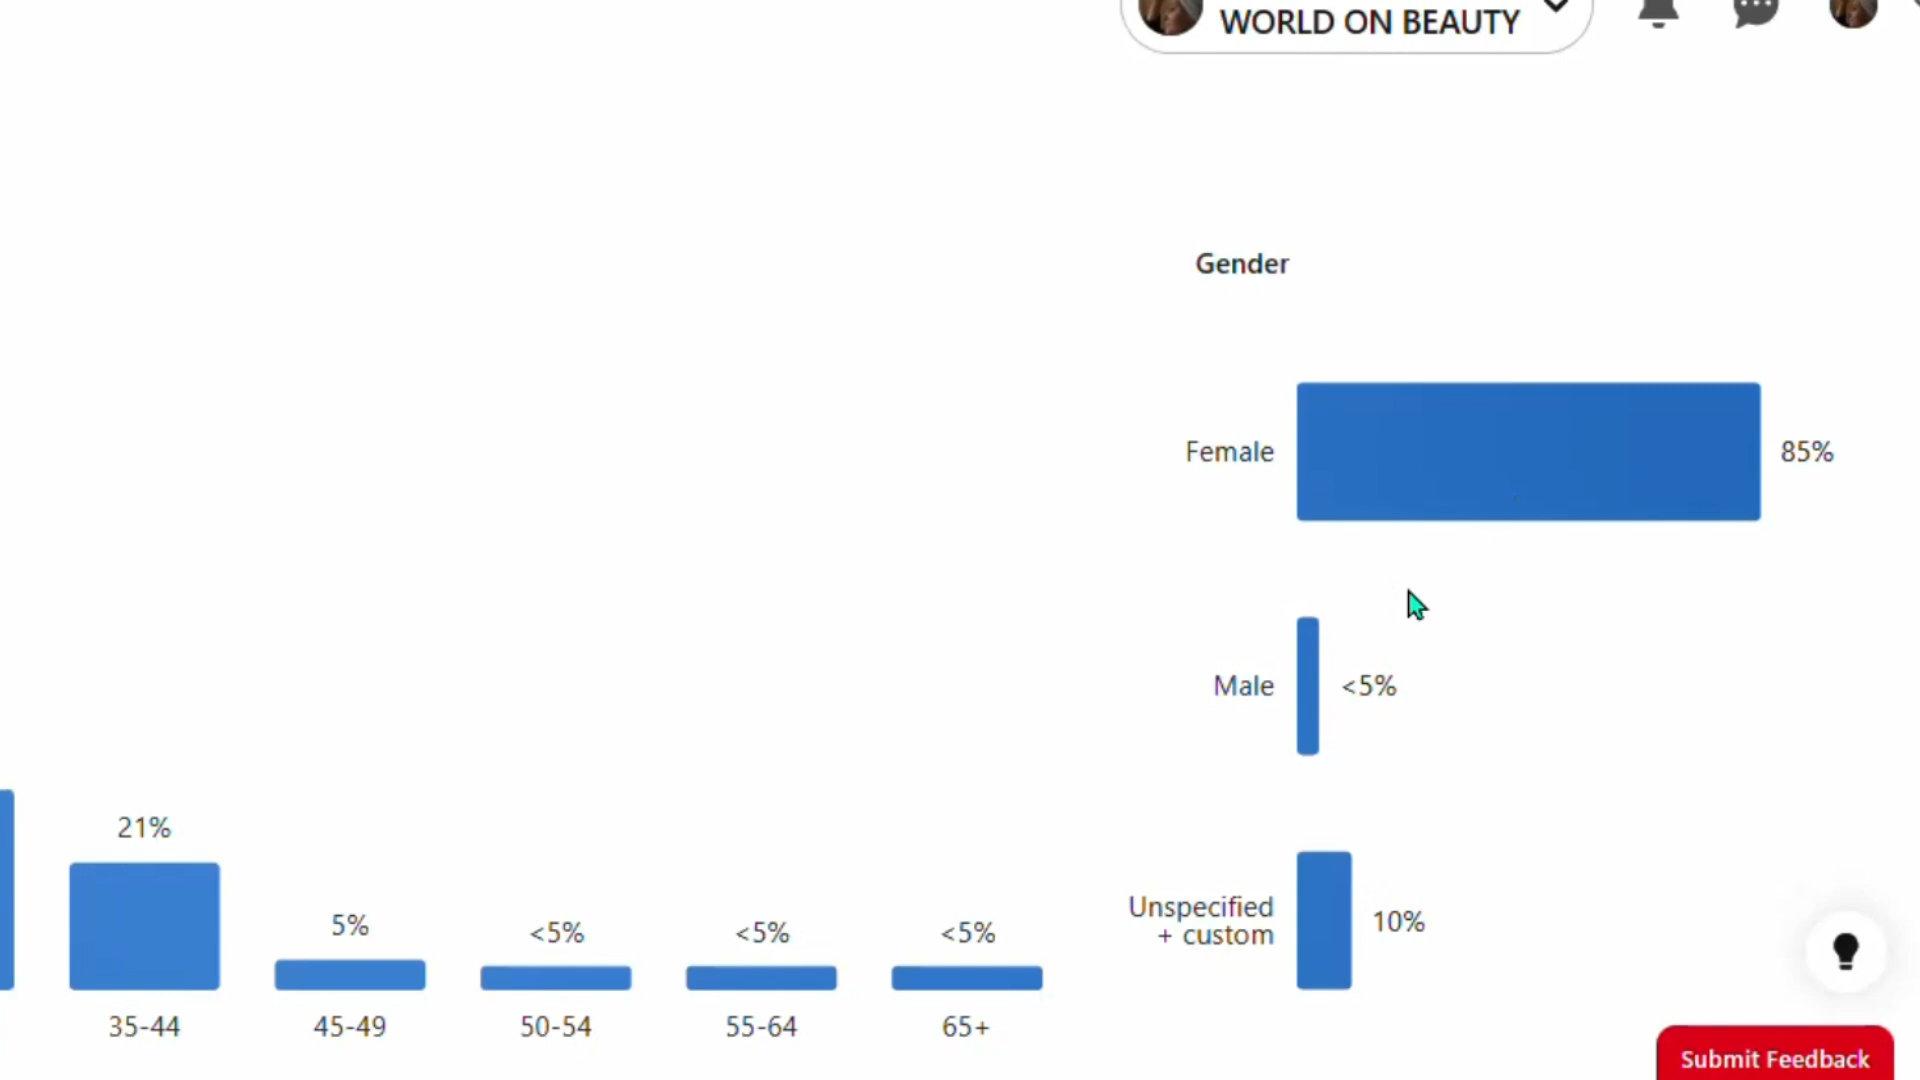 WORLD ON BEAUTY
Gender
Female 85%
Male <5%
Unspecified
+ custom 10%
21% 5% <5% <5% <5%
35-44 45-49 50-54 55-64 65+
Submit Feedback